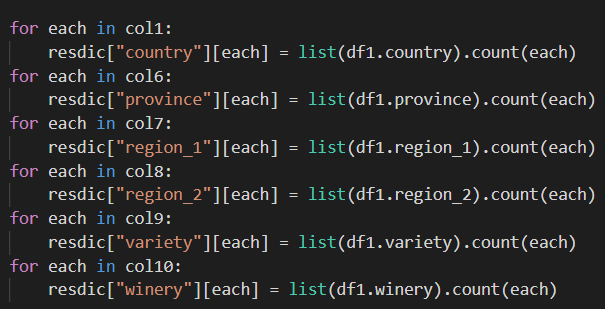 for each in col1:
    resdic["country"][each] = list(df1.country).count(each)
for each in col6:
    resdic["province"][each] = list(df1.province).count(each)
for each in col7:
    resdic["region_1"][each] = list(df1.region_1).count(each)
for each in col8:
    resdic["region_2"][each] = list(df1.region_2).count(each)
for each in col9:
    resdic["variety"][each] = list(df1.variety).count(each)
for each in col10:
    resdic["winery"][each] = list(df1.winery).count(each)